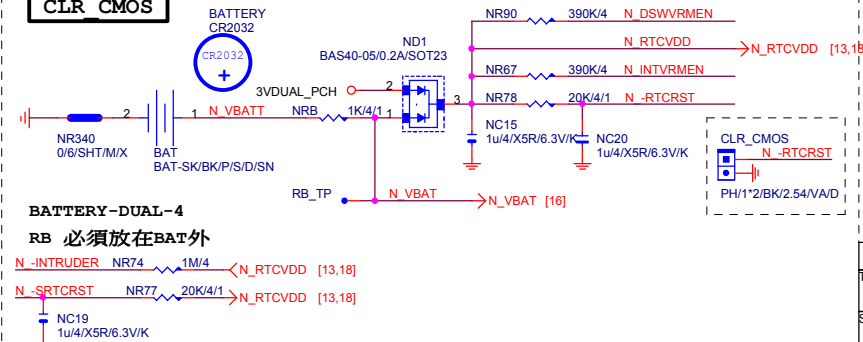 CLR_CMOS
BATTERY
CR2032
CR2032
+
NR90 390K/4 N_DSWVRMEN
ND1
BAS40-05/0.2A/SOT23
N_RTCVDD
N_RTCVDD [13,18
3VDUAL_PCH 2
NR67 390K/4 N_INTVRMEN
3
NR78 20K/4/1 N_-RTCRST
2 1 N_VBATT NRB 1K/4/1 1
NR340
0/6/SHT/M/X
BAT
BAT-SK/BK/P/S/D/SN
NC15
1u/4/X5R/6.3V/K
NC20
1u/4/X5R/6.3V/K
CLR_CMOS
N_-RTCRST
PH/1*2/BK/2.54/VA/D
RB_TP N_VBAT N_VBAT [16]
BATTERY-DUAL-4
RB 必須放在BAT外
N_-INTRUDER NR74 1M/4 N_RTCVDD [13,18]
N_-SRTCRST NR77 20K/4/1 N_RTCVDD [13,18]
NC19
1u/4/X5R/6.3V/K